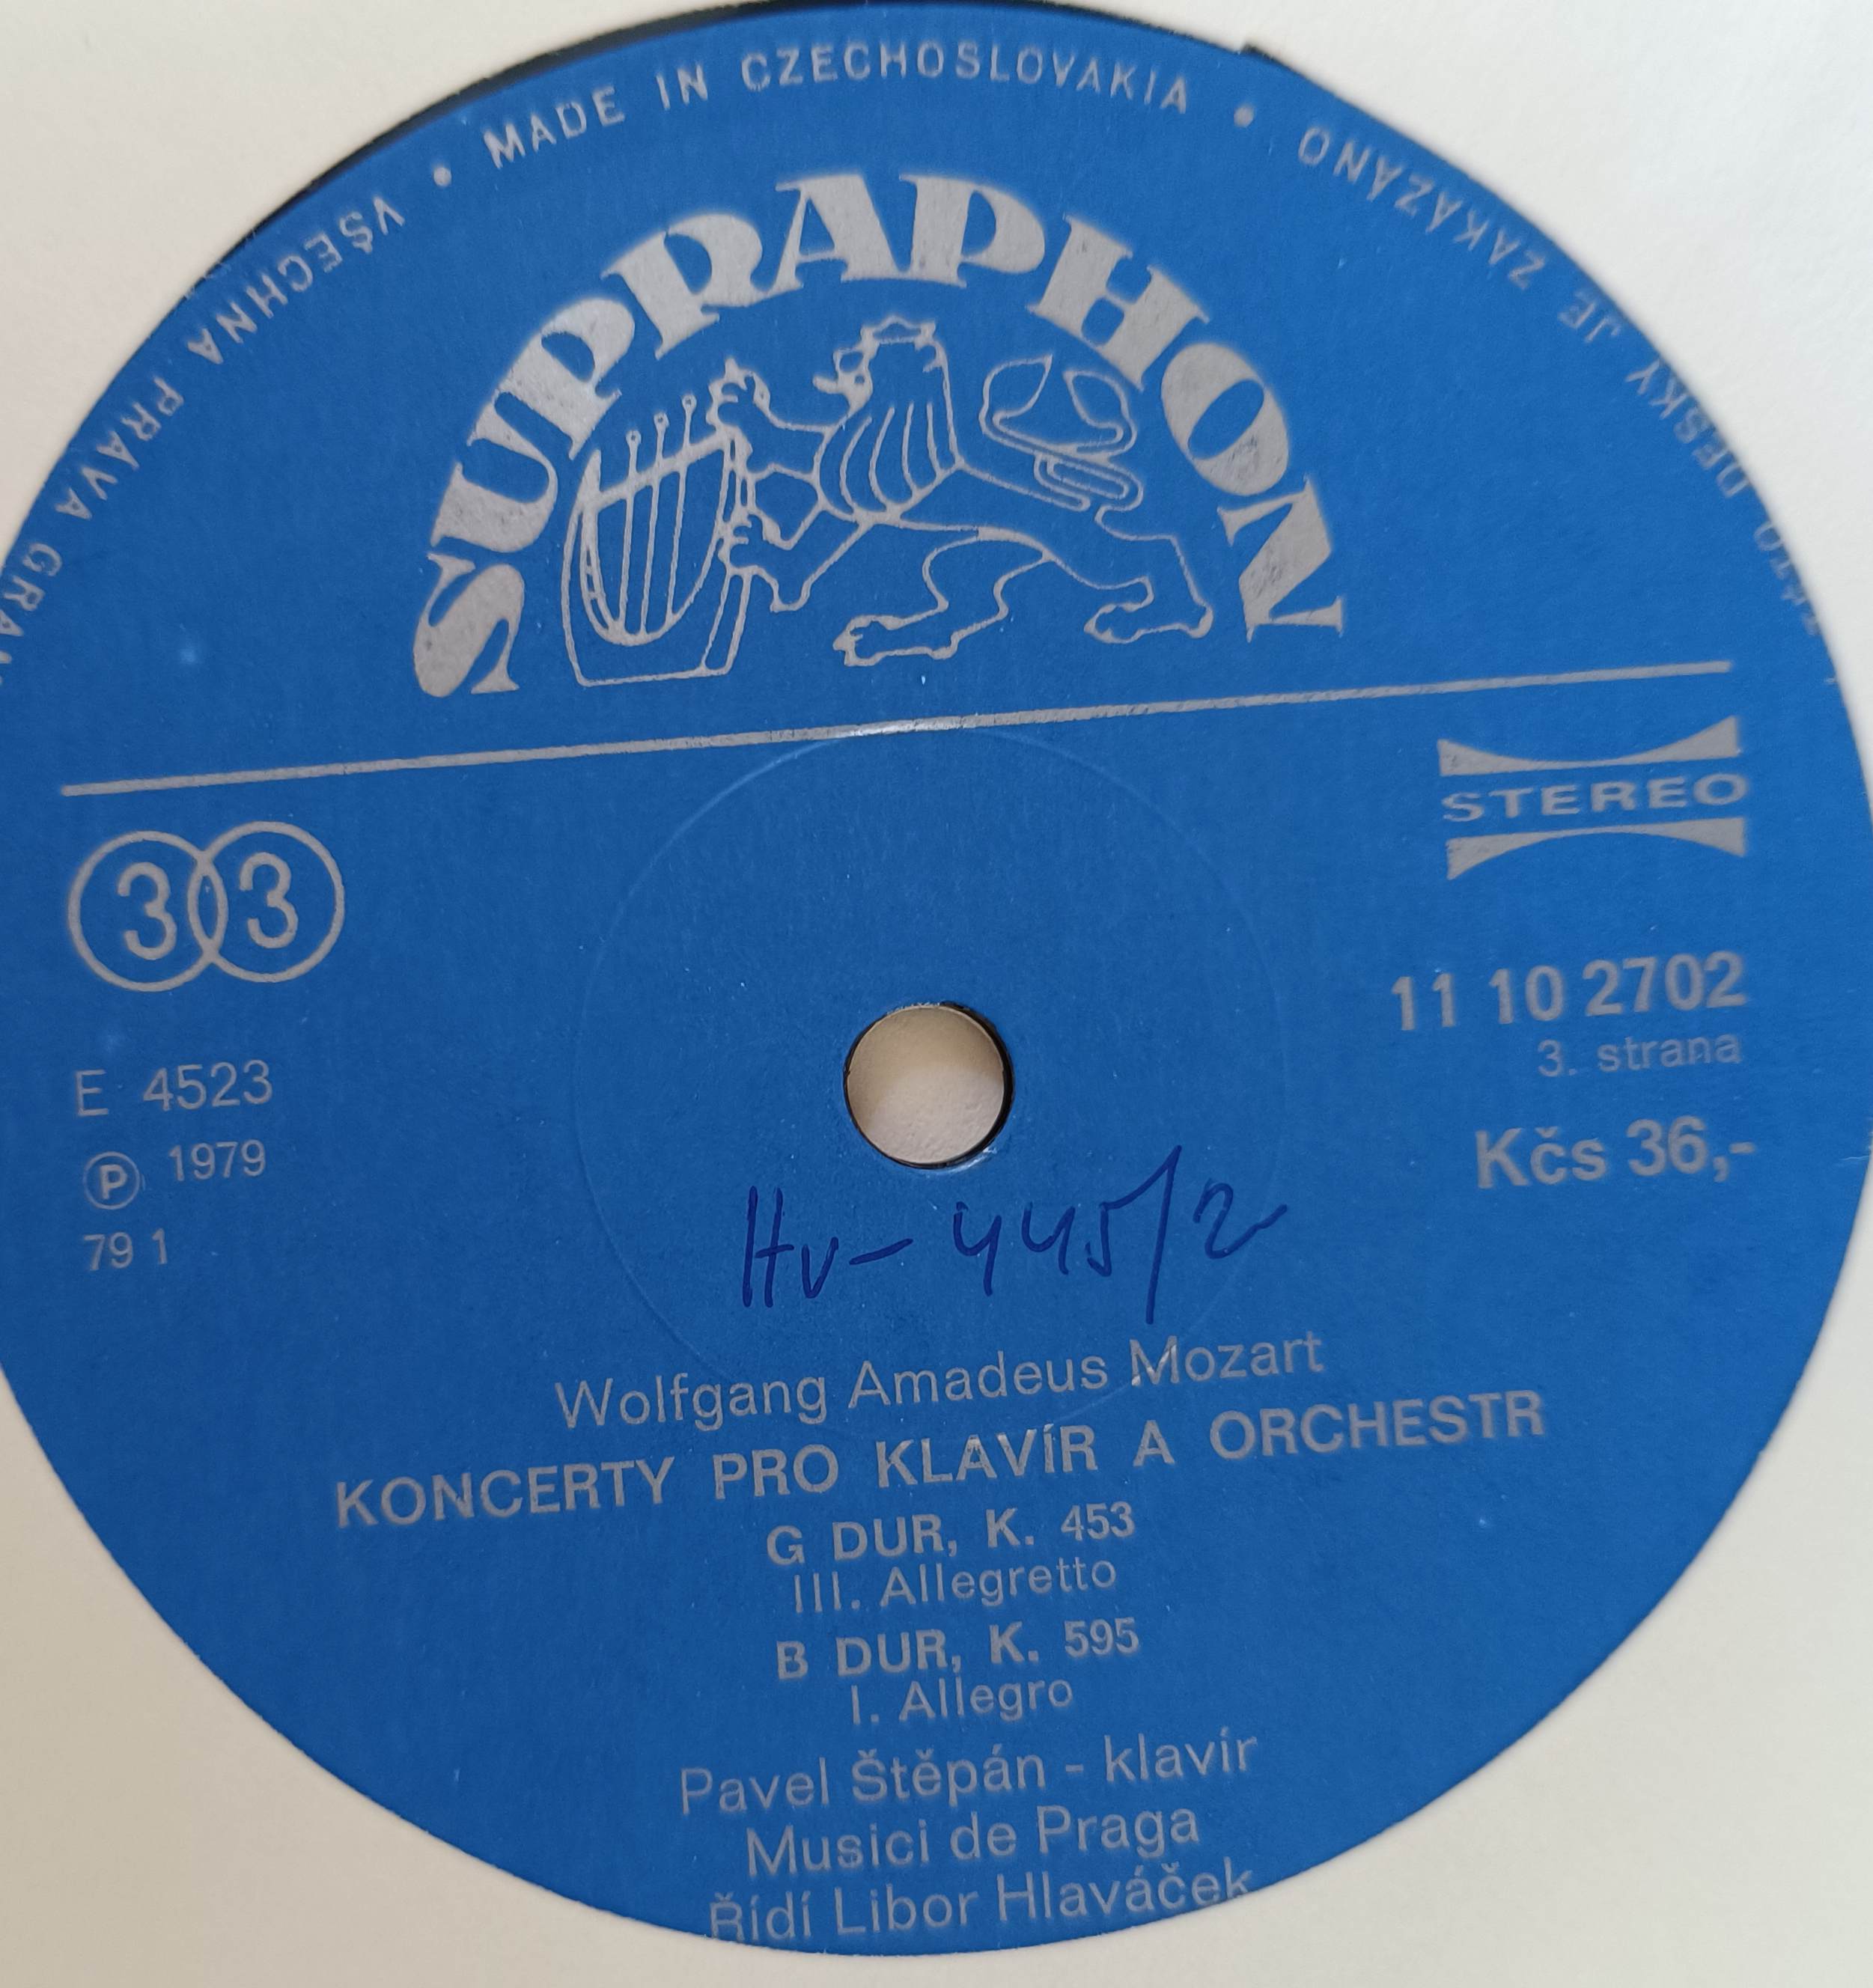 • MADE IN CZECHOSLOVAKIA •
VŠECHNA PRÁVA
DESKY JE ZAKÁZÁNO
SUPRAPHON
33
STEREO
E 4523
Ⓟ 1979
79 1
11 10 2702
3. strana
Kčs 36,-
Hv- 445/2
Wolfgang Amadeus Mozart
KONCERTY PRO KLAVÍR A ORCHESTR
G DUR, K. 453
III. Allegretto
B DUR, K. 595
I. Allegro
Pavel Štěpán - klavír
Musici de Praga
Řídí Libor Hlaváček